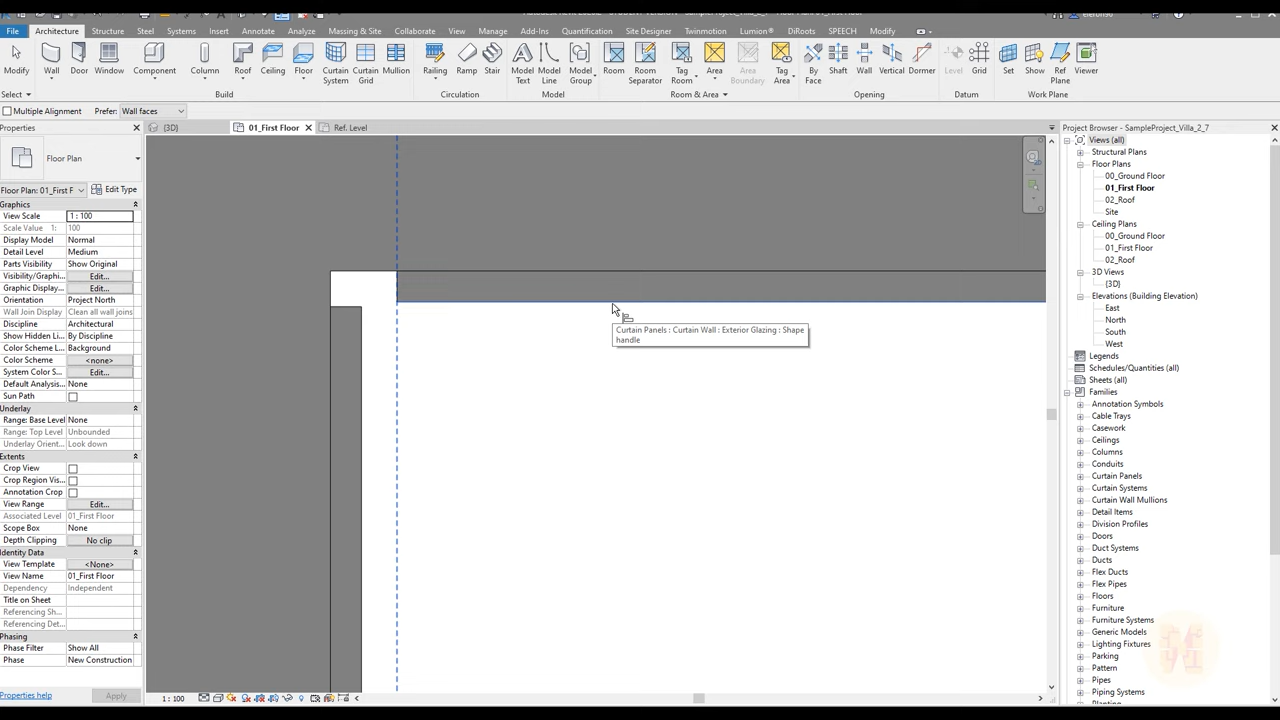 File Architecture Structure Steel Systems Insert Annotate Analyze Massing & Site Collaborate View Manage Add-Ins Quantification Site Designer Twinmotion Lumion® DiRoots SPEECH Modify
Modify Wall Door Window Component Column Roof Ceiling Floor Curtain System Curtain Grid Mullion Railing Ramp Stair Model Text Model Line Model Group Room Room Separator Tag Room Area Area Boundary Tag Area By Face Shaft Wall Vertical Dormer Level Grid Set Show Ref Plane Viewer
Select Build Circulation Model Room & Area Opening Datum Work Plane
Multiple Alignment Prefer: Wall faces
Properties {3D} 01_First Floor Ref. Level Project Browser - SampleProject_Villa_2_7
Floor Plan
Floor Plan: 01_First F Edit Type
Graphics
View Scale 1 : 100
Scale Value 1: 100
Display Model Normal
Detail Level Medium
Parts Visibility Show Original
Visibility/Graphi... Edit...
Graphic Display... Edit...
Orientation Project North
Wall Join Display Clean all wall joins
Discipline Architectural
Show Hidden Li... By Discipline
Color Scheme L... Background
Color Scheme <none>
System Color S... Edit...
Default Analysis... None
Sun Path
Underlay
Range: Base Level None
Range: Top Level Unbounded
Underlay Orient... Look down
Extents
Crop View
Crop Region Vis...
Annotation Crop
View Range Edit...
Associated Level 01_First Floor
Scope Box None
Depth Clipping No clip
Identity Data
View Template <None>
View Name 01_First Floor
Dependency Independent
Title on Sheet
Referencing Sh...
Referencing Det...
Phasing
Phase Filter Show All
Phase New Construction
Properties help Apply
1 : 100
Curtain Panels : Curtain Wall : Exterior Glazing : Shape
handle
Views (all)
Structural Plans
Floor Plans
00_Ground Floor
01_First Floor
02_Roof
Site
Ceiling Plans
00_Ground Floor
01_First Floor
02_Roof
3D Views
{3D}
Elevations (Building Elevation)
East
North
South
West
Legends
Schedules/Quantities (all)
Sheets (all)
Families
Annotation Symbols
Cable Trays
Casework
Ceilings
Columns
Conduits
Curtain Panels
Curtain Systems
Curtain Wall Mullions
Detail Items
Division Profiles
Doors
Duct Systems
Ducts
Flex Ducts
Flex Pipes
Floors
Furniture
Furniture Systems
Generic Models
Lighting Fixtures
Parking
Pattern
Pipes
Piping Systems